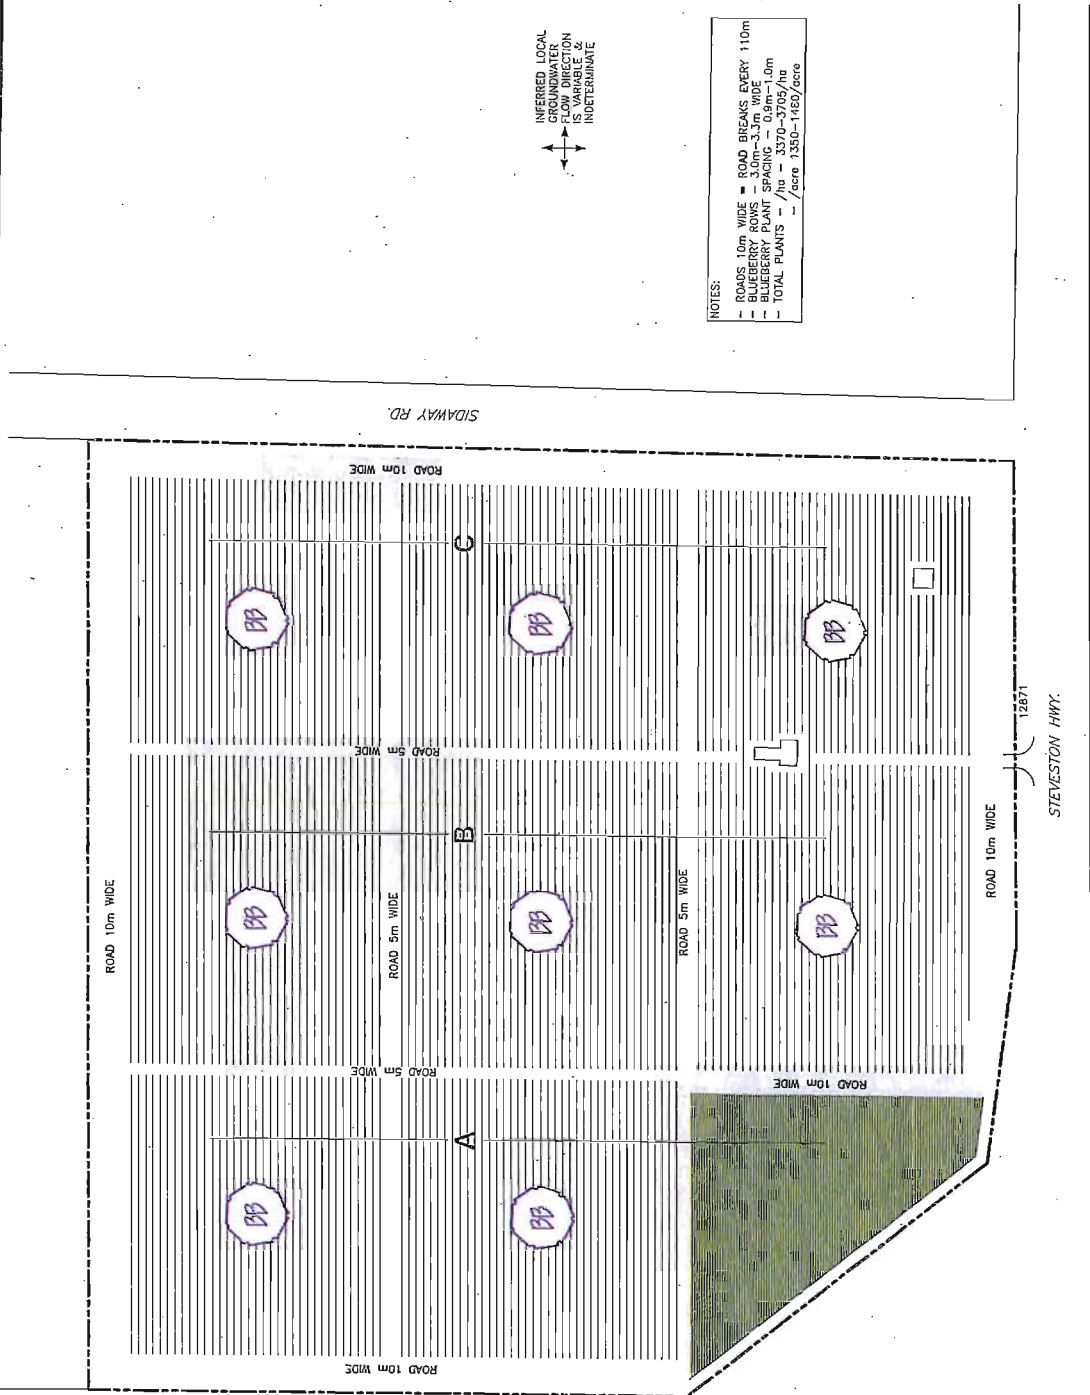 INFERRED LOCAL
GROUNDWATER
FLOW DIRECTION
IS VARIABLE &
INDETERMINATE
NOTES:
- ROADS 10m WIDE = ROAD BREAKS EVERY 110m
- BLUEBERRY ROWS - 3.0m-3.3m WIDE
- BLUEBERRY PLANT SPACING - 0.9m-1.0m
- TOTAL PLANTS - /ha - 3370-3705/ha
- /acre 1350-1480/acre
SIDAWAY RD.
ROAD 10m WIDE
C
BB
BB
BB
ROAD 5m WIDE
12871
STEVESTON HWY.
B
ROAD 10m WIDE
ROAD 5m WIDE
ROAD 5m WIDE
ROAD 10m WIDE
BB
BB
BB
ROAD 5m WIDE
ROAD 10m WIDE
A
BB
BB
ROAD 10m WIDE